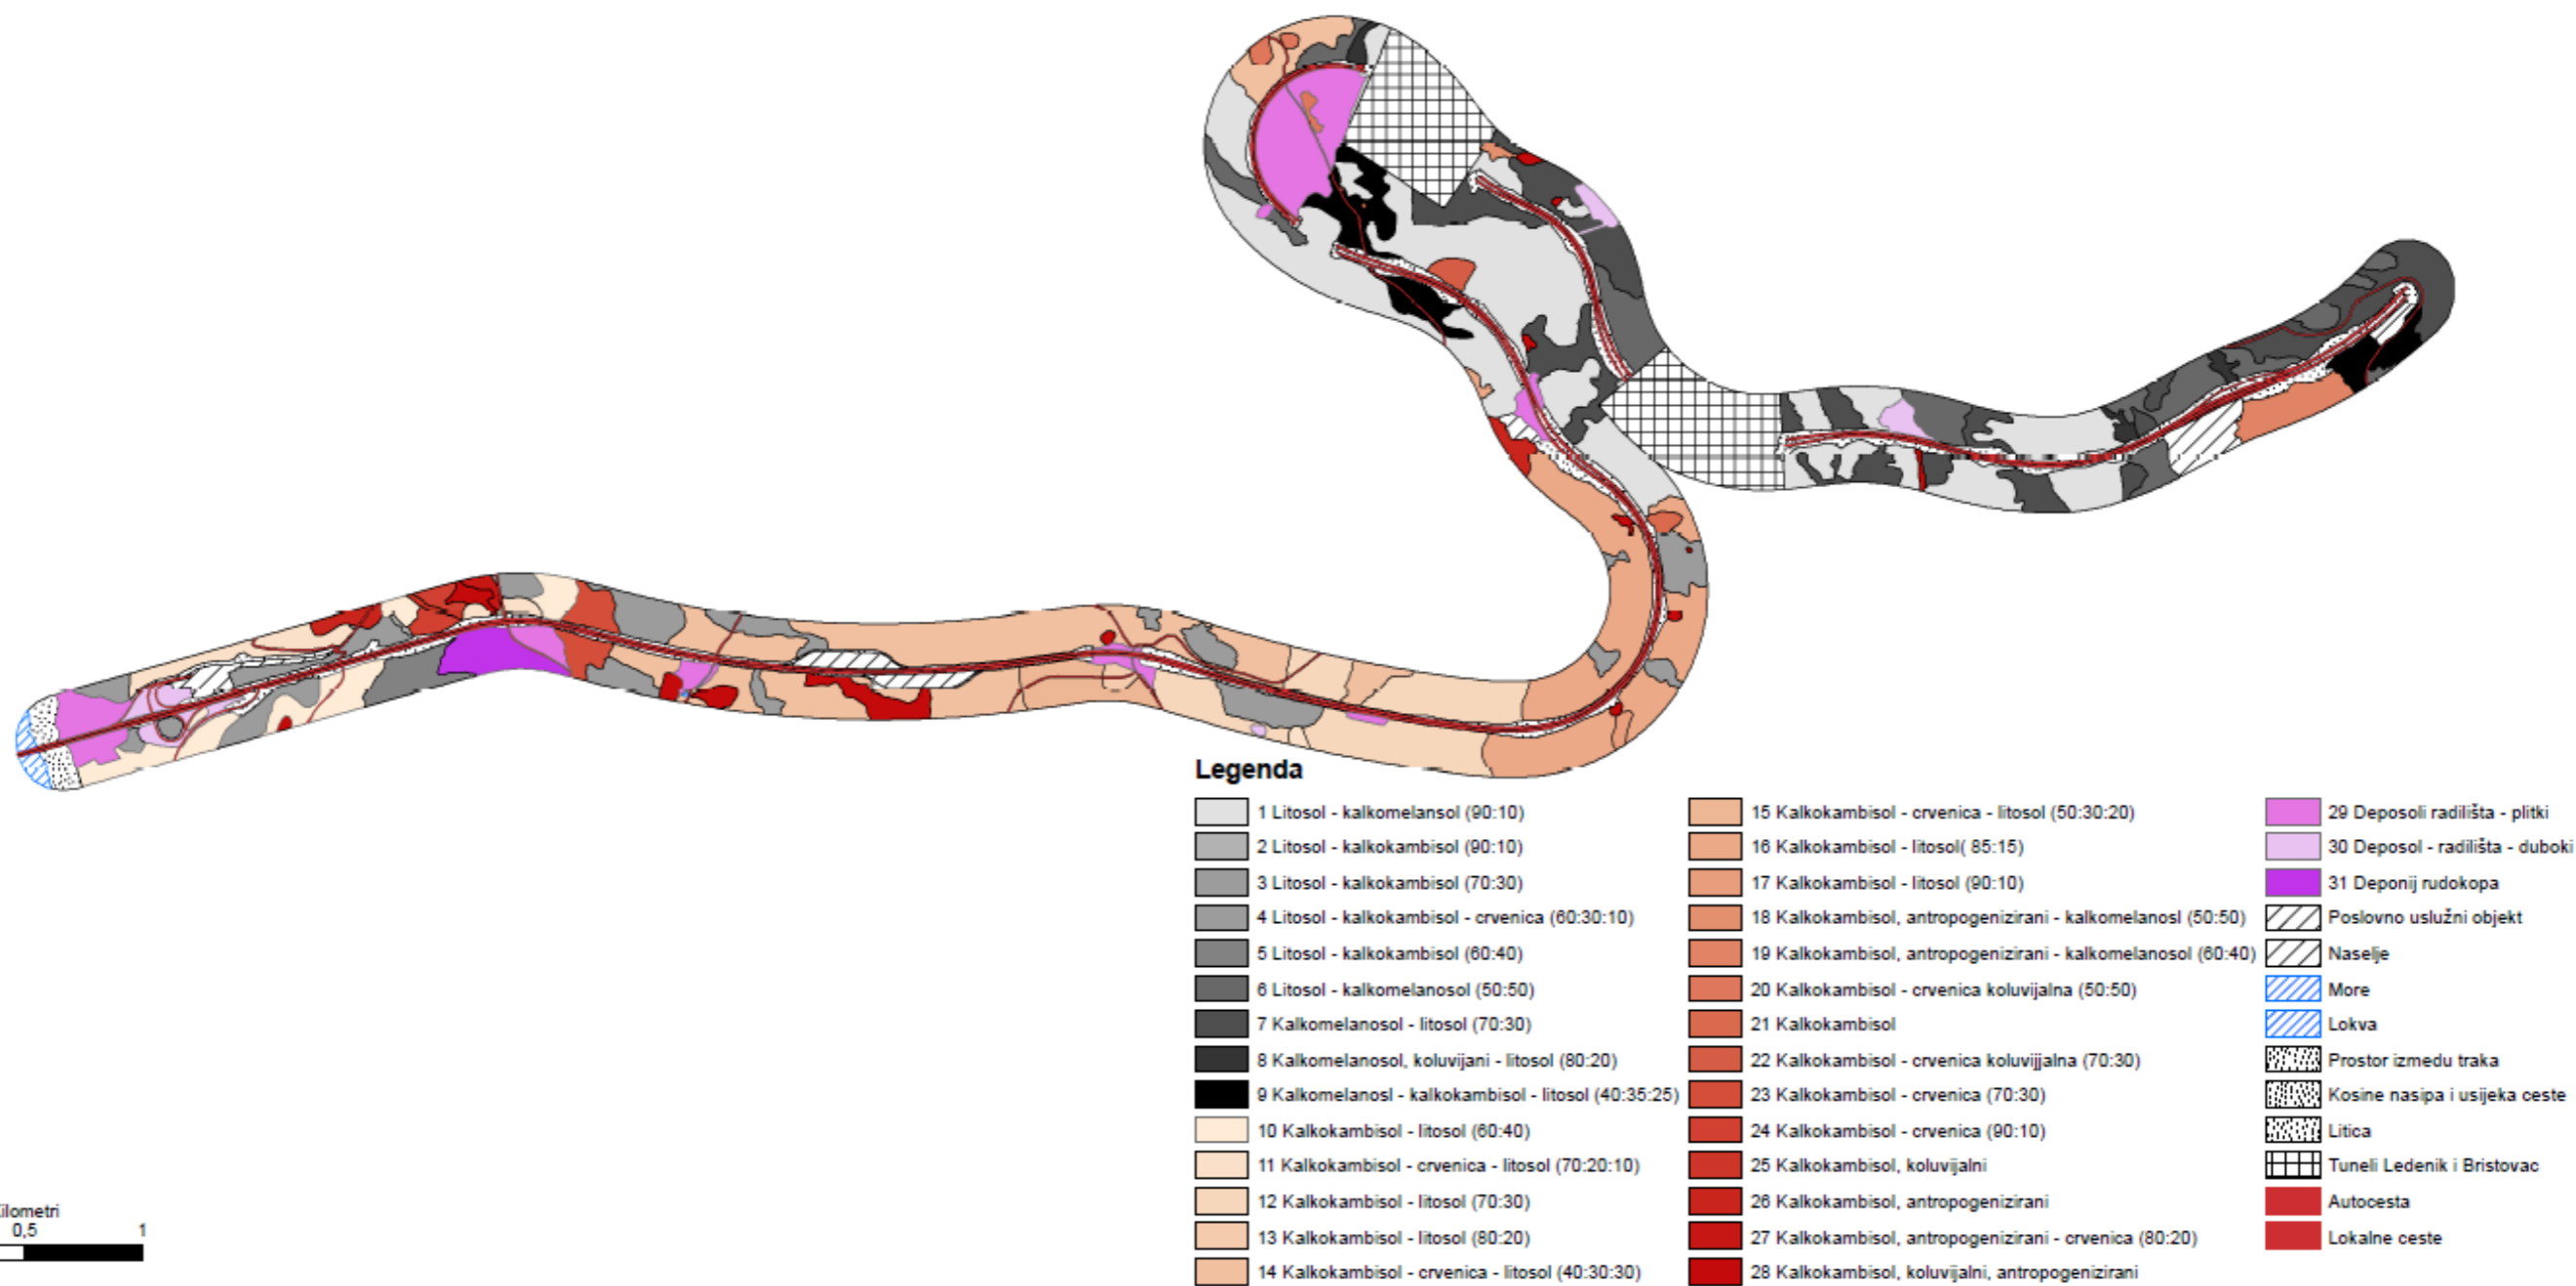 Legenda
1 Litosol - kalkomelansol (90:10)
2 Litosol - kalkokambisol (90:10)
3 Litosol - kalkokambisol (70:30)
4 Litosol - kalkokambisol - crvenica (60:30:10)
5 Litosol - kalkokambisol (60:40)
6 Litosol - kalkomelanosol (50:50)
7 Kalkomelanosol - litosol (70:30)
8 Kalkomelanosol, koluvijani - litosol (80:20)
9 Kalkomelanosl - kalkokambisol - litosol (40:35:25)
10 Kalkokambisol - litosol (60:40)
11 Kalkokambisol - crvenica - litosol (70:20:10)
12 Kalkokambisol - litosol (70:30)
13 Kalkokambisol - litosol (80:20)
14 Kalkokambisol - crvenica - litosol (40:30:30)
15 Kalkokambisol - crvenica - litosol (50:30:20)
16 Kalkokambisol - litosol( 85:15)
17 Kalkokambisol - litosol (90:10)
18 Kalkokambisol, antropogenizirani - kalkomelanosl (50:50)
19 Kalkokambisol, antropogenizirani - kalkomelanosol (60:40)
20 Kalkokambisol - crvenica koluvijalna (50:50)
21 Kalkokambisol
22 Kalkokambisol - crvenica koluvijjalna (70:30)
23 Kalkokambisol - crvenica (70:30)
24 Kalkokambisol - crvenica (90:10)
25 Kalkokambisol, koluvijalni
26 Kalkokambisol, antropogenizirani
27 Kalkokambisol, antropogenizirani - crvenica (80:20)
28 Kalkokambisol, koluvijalni, antropogenizirani
29 Deposoli radilišta - plitki
30 Deposol - radilišta - duboki
31 Deponij rudokopa
Poslovno uslužni objekt
Naselje
More
Lokva
Prostor izmedu traka
Kosine nasipa i usijeka ceste
Litica
Tuneli Ledenik i Bristovac
Autocesta
Lokalne ceste
ilometri
0,5 1